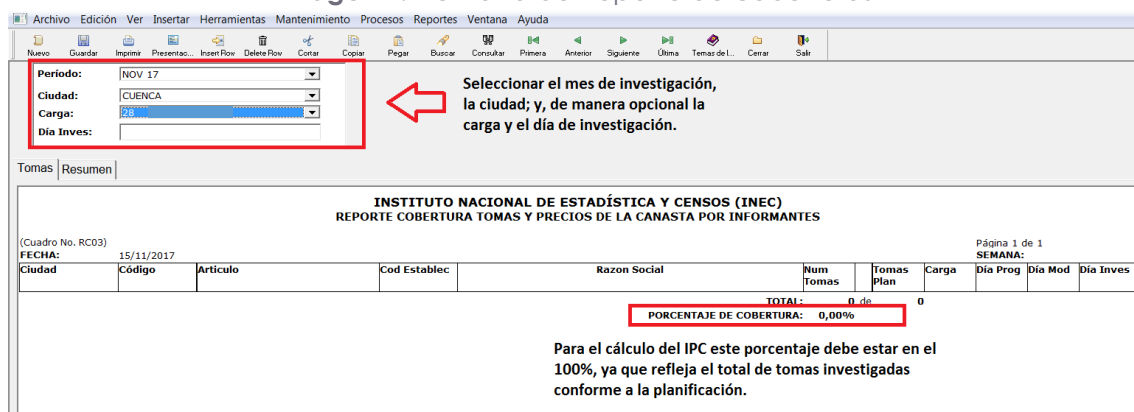 Archivo Edición Ver Insertar Herramientas Mantenimiento Procesos Reportes Ventana Ayuda
Nuevo Guardar Imprimir Presentac... Insert Row Delete Row Cortar Copiar Pegar Buscar Consultar Primera Anterior Siguiente Última Temas de l... Cerrar Salir
Período: NOV 17
Ciudad: CUENCA
Carga: 28
Día Inves:
Seleccionar el mes de investigación,
la ciudad; y, de manera opcional la
carga y el día de investigación.
Tomas Resumen
INSTITUTO NACIONAL DE ESTADÍSTICA Y CENSOS (INEC)
REPORTE COBERTURA TOMAS Y PRECIOS DE LA CANASTA POR INFORMANTES
(Cuadro No. RC03) Página 1 de 1
FECHA: 15/11/2017 SEMANA:
Ciudad Código Articulo Cod Establec Razon Social Num Tomas Tomas Plan Carga Día Prog Día Mod Día Inves
TOTAL: 0 de 0
PORCENTAJE DE COBERTURA: 0,00%
Para el cálculo del IPC este porcentaje debe estar en el
100%, ya que refleja el total de tomas investigadas
conforme a la planificación.